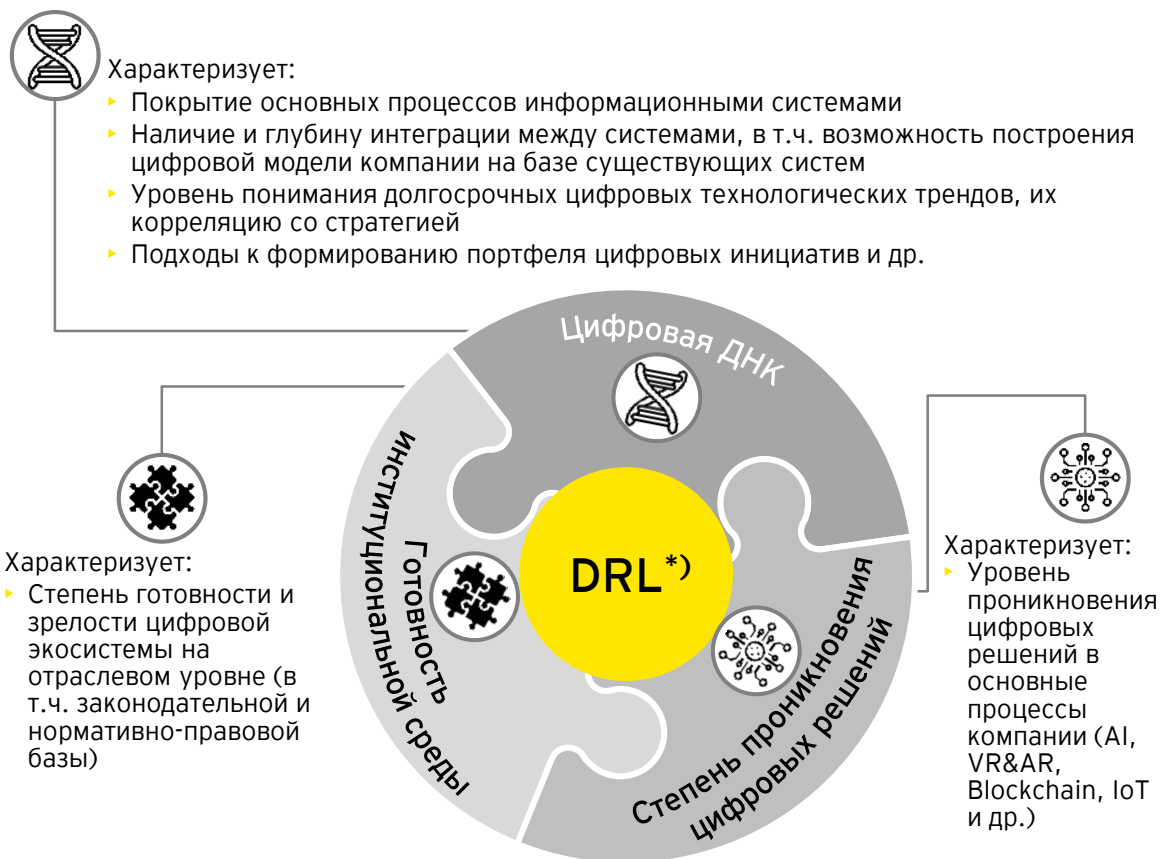 Характеризует:
‣ Покрытие основных процессов информационными системами
‣ Наличие и глубину интеграции между системами, в т.ч. возможность построения
цифровой модели компании на базе существующих систем
‣ Уровень понимания долгосрочных цифровых технологических трендов, их
корреляцию со стратегией
‣ Подходы к формированию портфеля цифровых инициатив и др.
Цифровая ДНК
Готовность
институциональной среды
DRL*)
Степень проникновения
цифровых решений
Характеризует:
‣ Степень готовности и
зрелости цифровой
экосистемы на
отраслевом уровне (в
т.ч. законодательной и
нормативно-правовой
базы)
Характеризует:
‣ Уровень
проникновения
цифровых
решений в
основные
процессы
компании (AI,
VR&AR,
Blockchain, IoT
и др.)